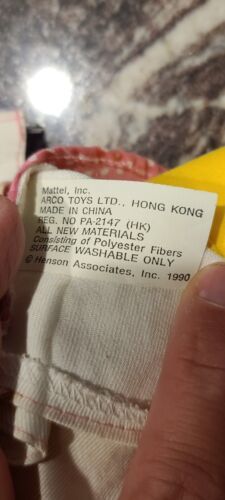 Mattel, Inc.
ARCO TOYS LTD., HONG KONG
MADE IN CHINA
REG. NO PA-2147 (HK)
ALL NEW MATERIALS
Consisting of Polyester Fibers
SURFACE WASHABLE ONLY
© Henson Associates, Inc. 1990